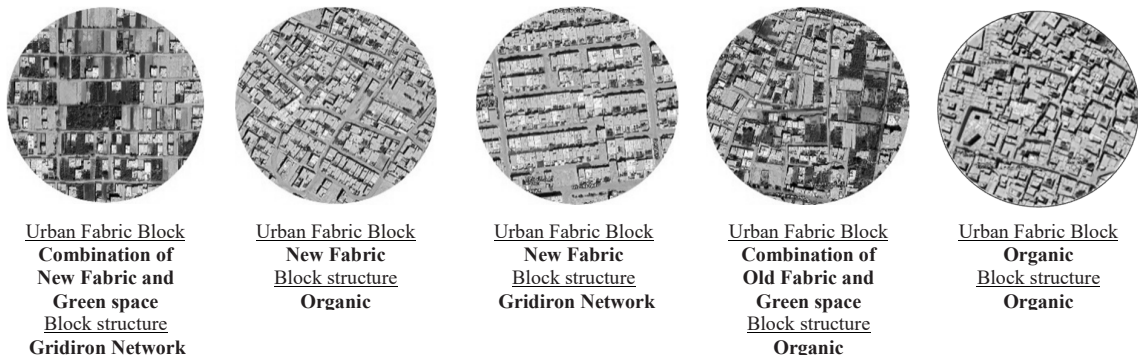 Urban Fabric Block
Combination of
New Fabric and
Green space
Block structure
Gridiron Network
Urban Fabric Block
New Fabric
Block structure
Organic
Urban Fabric Block
New Fabric
Block structure
Gridiron Network
Urban Fabric Block
Combination of
Old Fabric and
Green space
Block structure
Organic
Urban Fabric Block
Organic
Block structure
Organic